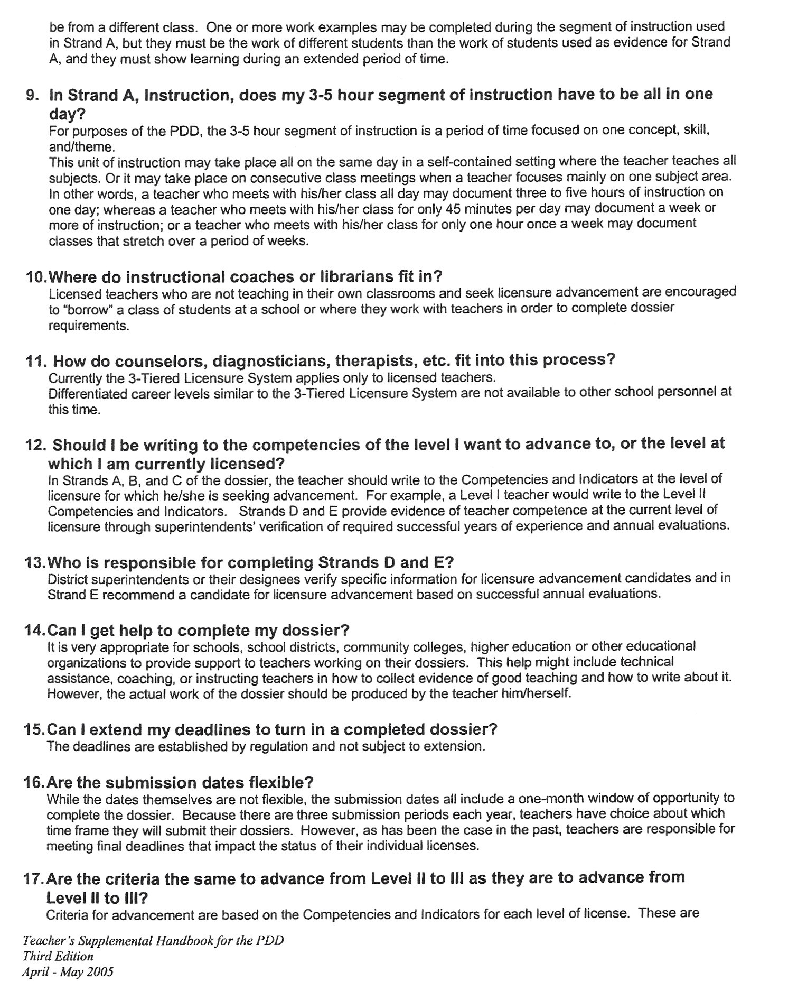 be from a different class.  One or more work examples may be completed during the segment of instruction used
in Strand A, but they must be the work of different students than the work of students used as evidence for Strand
A, and they must show learning during an extended period of time.
9. In Strand A, Instruction, does my 3-5 hour segment of instruction have to be all in one
day?
For purposes of the PDD, the 3-5 hour segment of instruction is a period of time focused on one concept, skill,
and/theme.
This unit of instruction may take place all on the same day in a self-contained setting where the teacher teaches all
subjects. Or it may take place on consecutive class meetings when a teacher focuses mainly on one subject area.
In other words, a teacher who meets with his/her class all day may document three to five hours of instruction on
one day; whereas a teacher who meets with his/her class for only 45 minutes per day may document a week or
more of instruction; or a teacher who meets with his/her class for only one hour once a week may document
classes that stretch over a period of weeks.
10. Where do instructional coaches or librarians fit in?
Licensed teachers who are not teaching in their own classrooms and seek licensure advancement are encouraged
to “borrow” a class of students at a school or where they work with teachers in order to complete dossier
requirements.
11. How do counselors, diagnosticians, therapists, etc. fit into this process?
Currently the 3-Tiered Licensure System applies only to licensed teachers.
Differentiated career levels similar to the 3-Tiered Licensure System are not available to other school personnel at
this time.
12. Should I be writing to the competencies of the level I want to advance to, or the level at
which I am currently licensed?
In Strands A, B, and C of the dossier, the teacher should write to the Competencies and Indicators at the level of
licensure for which he/she is seeking advancement.  For example, a Level I teacher would write to the Level II
Competencies and Indicators.   Strands D and E provide evidence of teacher competence at the current level of
licensure through superintendents' verification of required successful years of experience and annual evaluations.
13. Who is responsible for completing Strands D and E?
District superintendents or their designees verify specific information for licensure advancement candidates and in
Strand E recommend a candidate for licensure advancement based on successful annual evaluations.
14. Can I get help to complete my dossier?
It is very appropriate for schools, school districts, community colleges, higher education or other educational
organizations to provide support to teachers working on their dossiers.  This help might include technical
assistance, coaching, or instructing teachers in how to collect evidence of good teaching and how to write about it.
However, the actual work of the dossier should be produced by the teacher him/herself.
15. Can I extend my deadlines to turn in a completed dossier?
The deadlines are established by regulation and not subject to extension.
16. Are the submission dates flexible?
While the dates themselves are not flexible, the submission dates all include a one-month window of opportunity to
complete the dossier.  Because there are three submission periods each year, teachers have choice about which
time frame they will submit their dossiers.  However, as has been the case in the past, teachers are responsible for
meeting final deadlines that impact the status of their individual licenses.
17. Are the criteria the same to advance from Level II to III as they are to advance from
Level II to III?
Criteria for advancement are based on the Competencies and Indicators for each level of license.  These are
Teacher's Supplemental Handbook for the PDD
Third Edition
April - May 2005